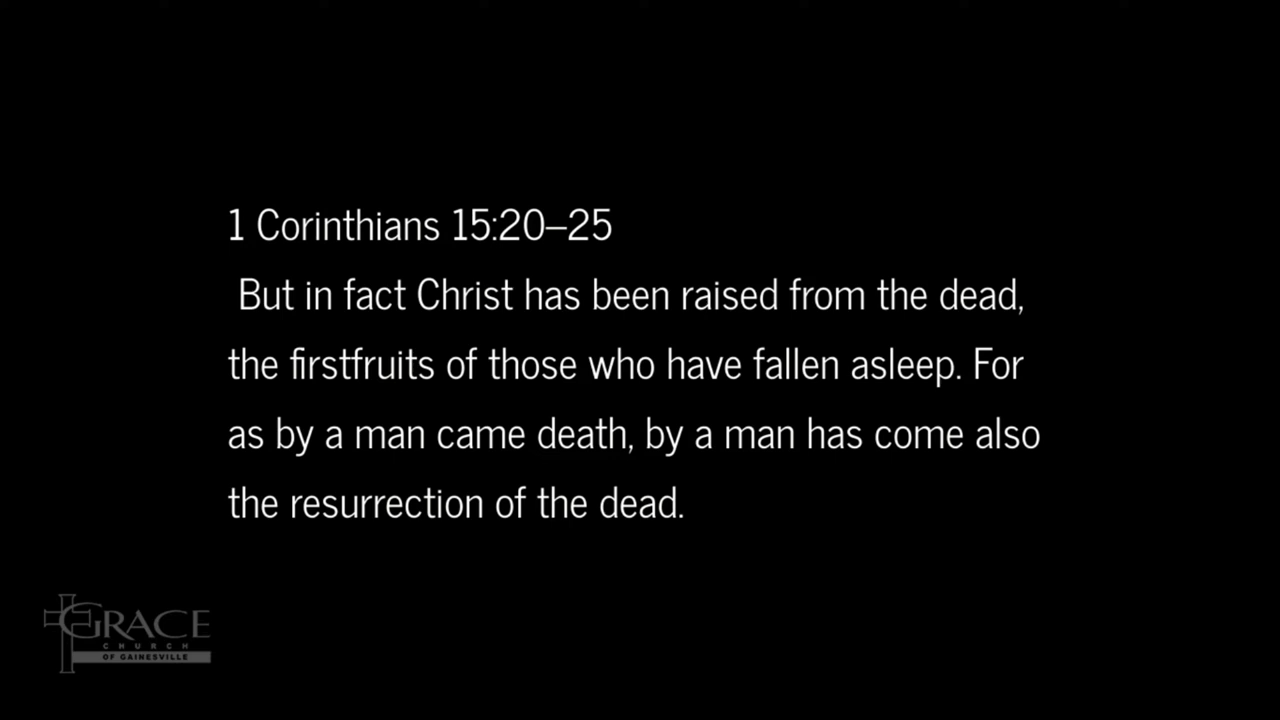 1 Corinthians 15:20–25
But in fact Christ has been raised from the dead,
the firstfruits of those who have fallen asleep. For
as by a man came death, by a man has come also
the resurrection of the dead.
GRACE
CHURCH
OF GAINESVILLE